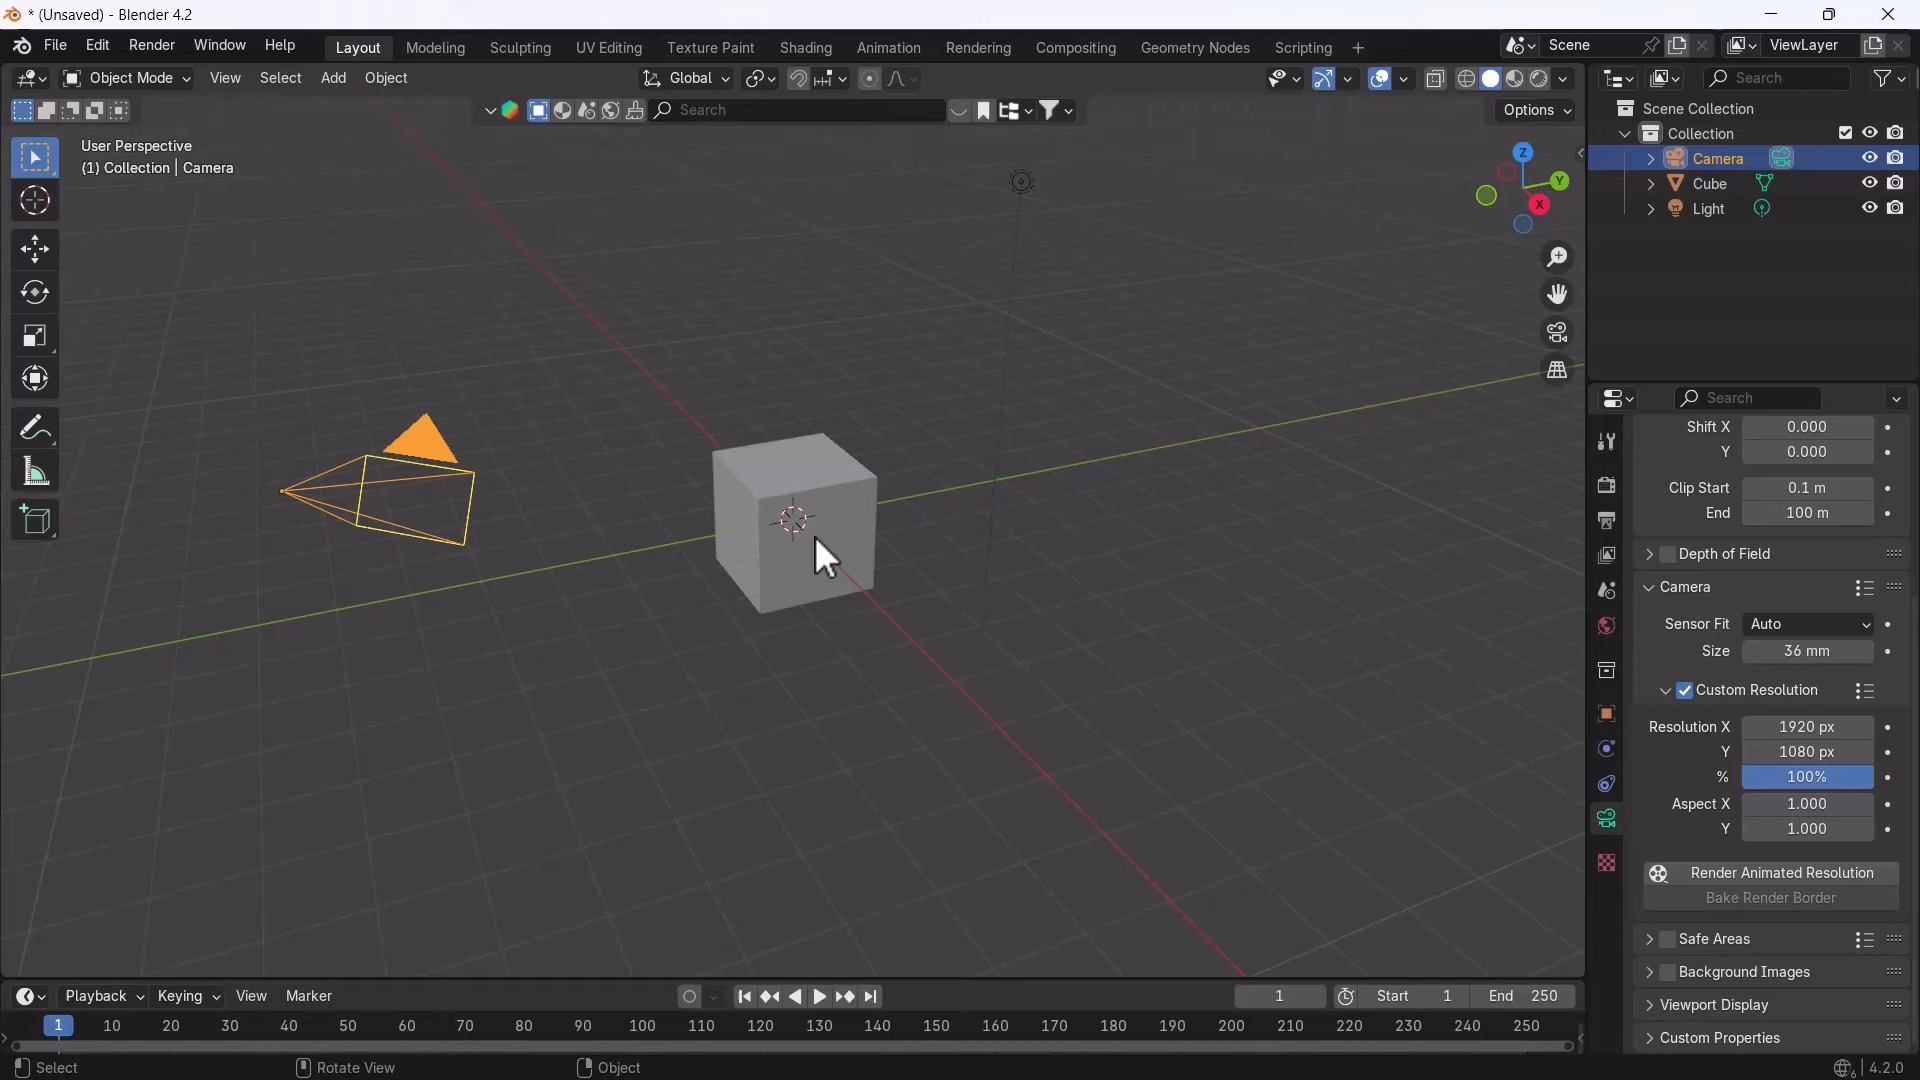 * (Unsaved) - Blender 4.2
File Edit Render Window Help Layout Modeling Sculpting UV Editing Texture Paint Shading Animation Rendering Compositing Geometry Nodes Scripting + Scene ViewLayer
Object Mode View Select Add Object Global Search
Search Options
User Perspective
(1) Collection | Camera
Z
Y
X
Scene Collection
Collection
Camera
Cube
Light
Search
Shift X 0.000
Y 0.000
Clip Start 0.1 m
End 100 m
Depth of Field
Camera
Sensor Fit Auto
Size 36 mm
Custom Resolution
Resolution X 1920 px
Y 1080 px
% 100%
Aspect X 1.000
Y 1.000
Render Animated Resolution
Bake Render Border
Safe Areas
Background Images
Viewport Display
Custom Properties
Playback Keying View Marker 1 Start 1 End 250
1 10 20 30 40 50 60 70 80 90 100 110 120 130 140 150 160 170 180 190 200 210 220 230 240 250
Select Rotate View Object 6 4.2.0